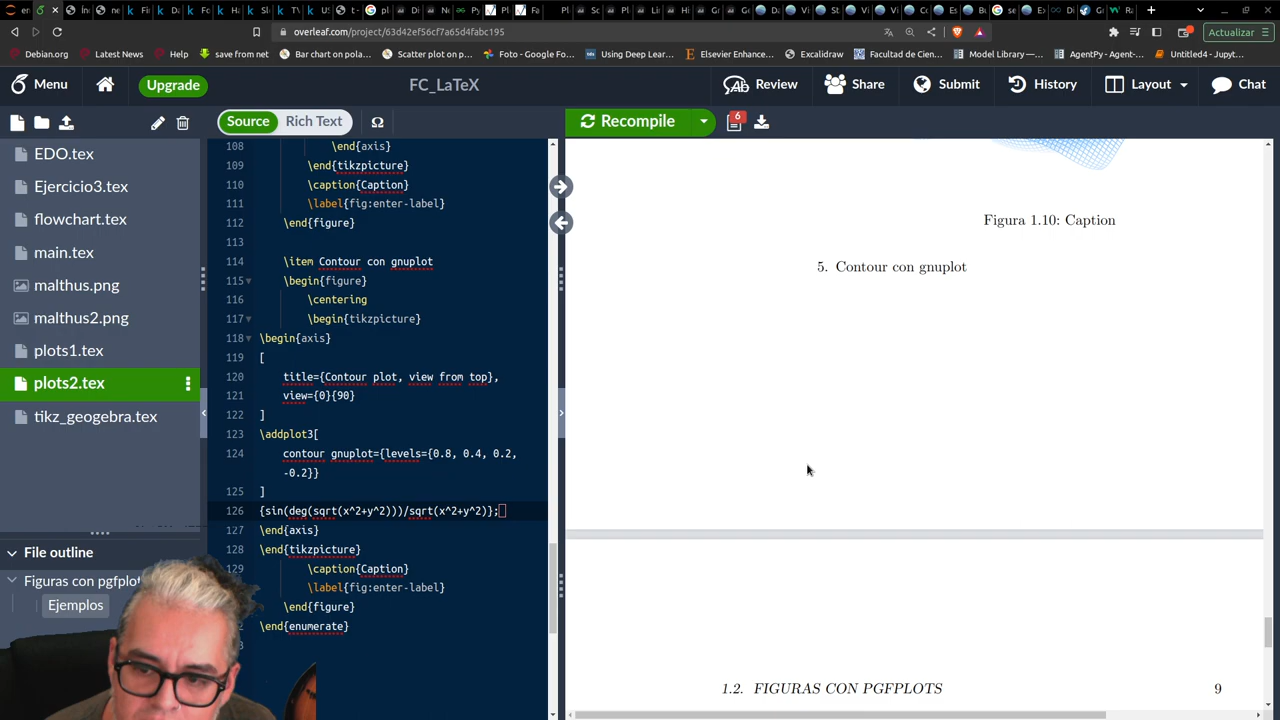 overleaf.com/project/63d42ef56cf7a65d4fabc195
Actualizar
Debian.org
Latest News
Help
save from net
Bar chart on pola...
Scatter plot on p...
Foto - Google Fo...
Using Deep Lear...
Elsevier Enhance...
Excalidraw
Facultad de Cien...
Model Library —...
AgentPy - Agent-...
Untitled4 - Jupyt...
Menu
Upgrade
FC_LaTeX
Review
Share
Submit
History
Layout
Chat
Source
Rich Text
Ω
Recompile
6
EDO.tex
Ejercicio3.tex
flowchart.tex
main.tex
malthus.png
malthus2.png
plots1.tex
plots2.tex
tikz_geogebra.tex
File outline
Figuras con pgfplot
Ejemplos
108 \end{axis}
109 \end{tikzpicture}
110 \caption{Caption}
111 \label{fig:enter-label}
112 \end{figure}
113
114 \item Contour con gnuplot
115 \begin{figure}
116 \centering
117 \begin{tikzpicture}
118 \begin{axis}
119 [
120 title={Contour plot, view from top},
121 view={0}{90}
122 ]
123 \addplot3[
124 contour gnuplot={levels={0.8, 0.4, 0.2,
-0.2}}
125 ]
126 {sin(deg(sqrt(x^2+y^2)))/sqrt(x^2+y^2)};
127 \end{axis}
128 \end{tikzpicture}
129 \caption{Caption}
\label{fig:enter-label}
\end{figure}
\end{enumerate}
Figura 1.10: Caption
5. Contour con gnuplot
1.2. FIGURAS CON PGFPLOTS 9